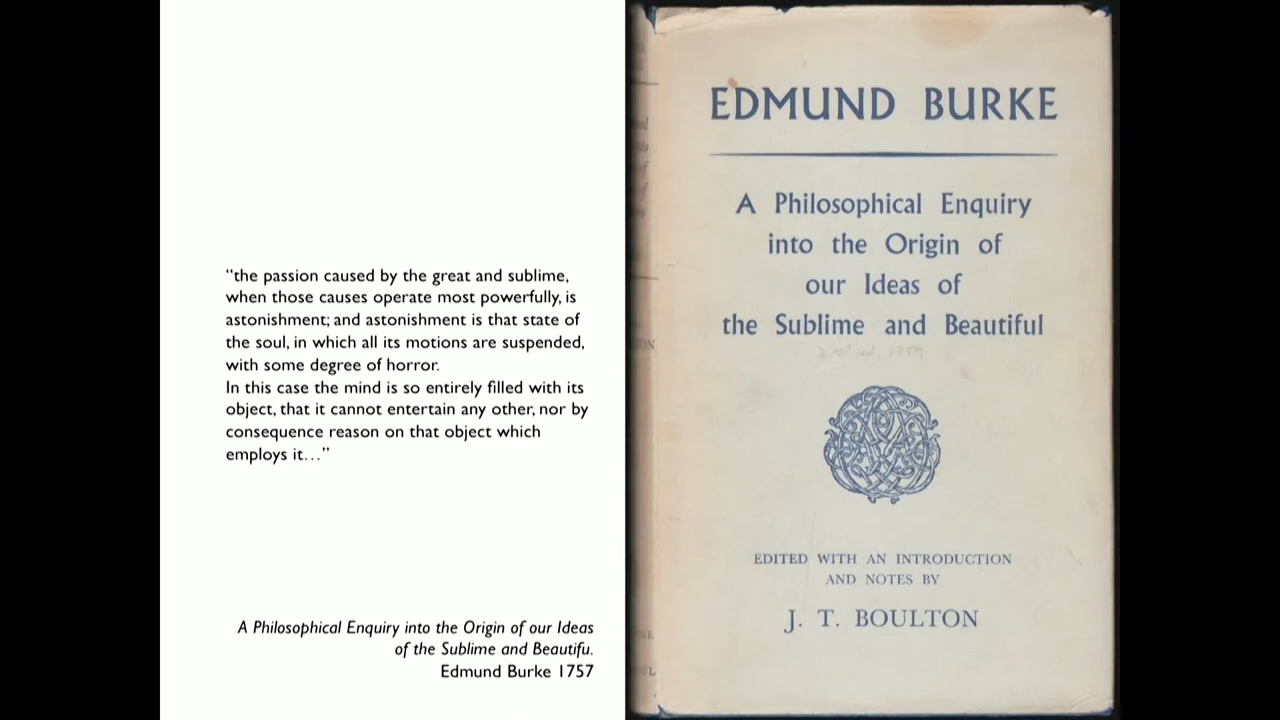 “the passion caused by the great and sublime,
when those causes operate most powerfully, is
astonishment; and astonishment is that state of
the soul, in which all its motions are suspended,
with some degree of horror.
In this case the mind is so entirely filled with its
object, that it cannot entertain any other, nor by
consequence reason on that object which
employs it…”
A Philosophical Enquiry into the Origin of our Ideas
of the Sublime and Beautifu.
Edmund Burke 1757
EDMUND BURKE
A Philosophical Enquiry
into the Origin of
our Ideas of
the Sublime and Beautiful
EDITED WITH AN INTRODUCTION
AND NOTES BY
J. T. BOULTON